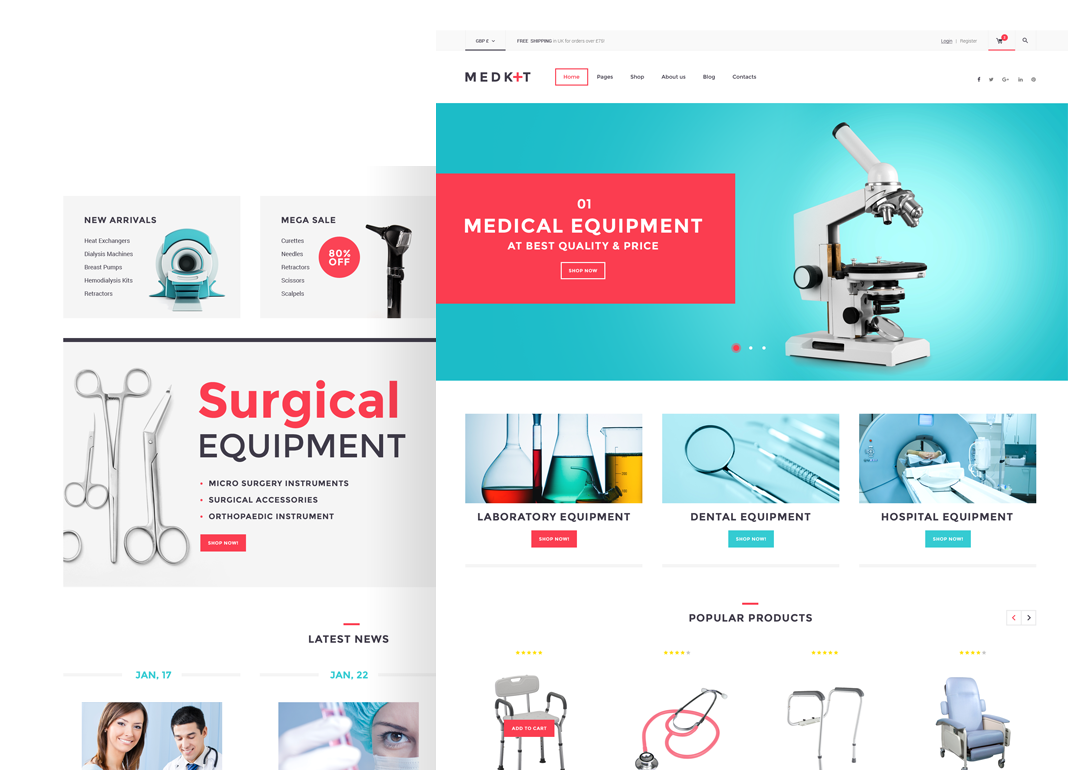 GBP £
FREE SHIPPING in UK for orders over £75!
Login | Register
MEDK+T
Home
Pages
Shop
About us
Blog
Contacts
01
MEDICAL EQUIPMENT
AT BEST QUALITY & PRICE
SHOP NOW
LABORATORY EQUIPMENT
SHOP NOW!
DENTAL EQUIPMENT
SHOP NOW!
HOSPITAL EQUIPMENT
SHOP NOW!
POPULAR PRODUCTS
ADD TO CART
NEW ARRIVALS
Heat Exchangers
Dialysis Machines
Breast Pumps
Hemodialysis Kits
Retractors
MEGA SALE
Curettes
Needles
Retractors
Scissors
Scalpels
80%
OFF
Surgical
EQUIPMENT
• MICRO SURGERY INSTRUMENTS
• SURGICAL ACCESSORIES
• ORTHOPAEDIC INSTRUMENT
SHOP NOW!
LATEST NEWS
JAN, 17
JAN, 22